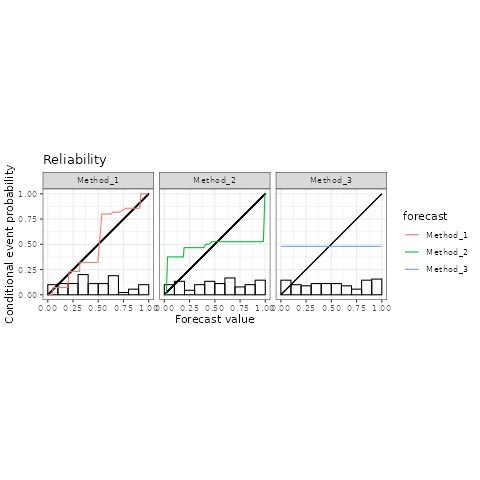 Reliability
Method_1 Method_2 Method_3
Conditional event probability
1.00
0.75
0.50
0.25
0.00
0.00 0.25 0.50 0.75 1.00 0.00 0.25 0.50 0.75 1.00 0.00 0.25 0.50 0.75 1.00
Forecast value
forecast
Method_1
Method_2
Method_3